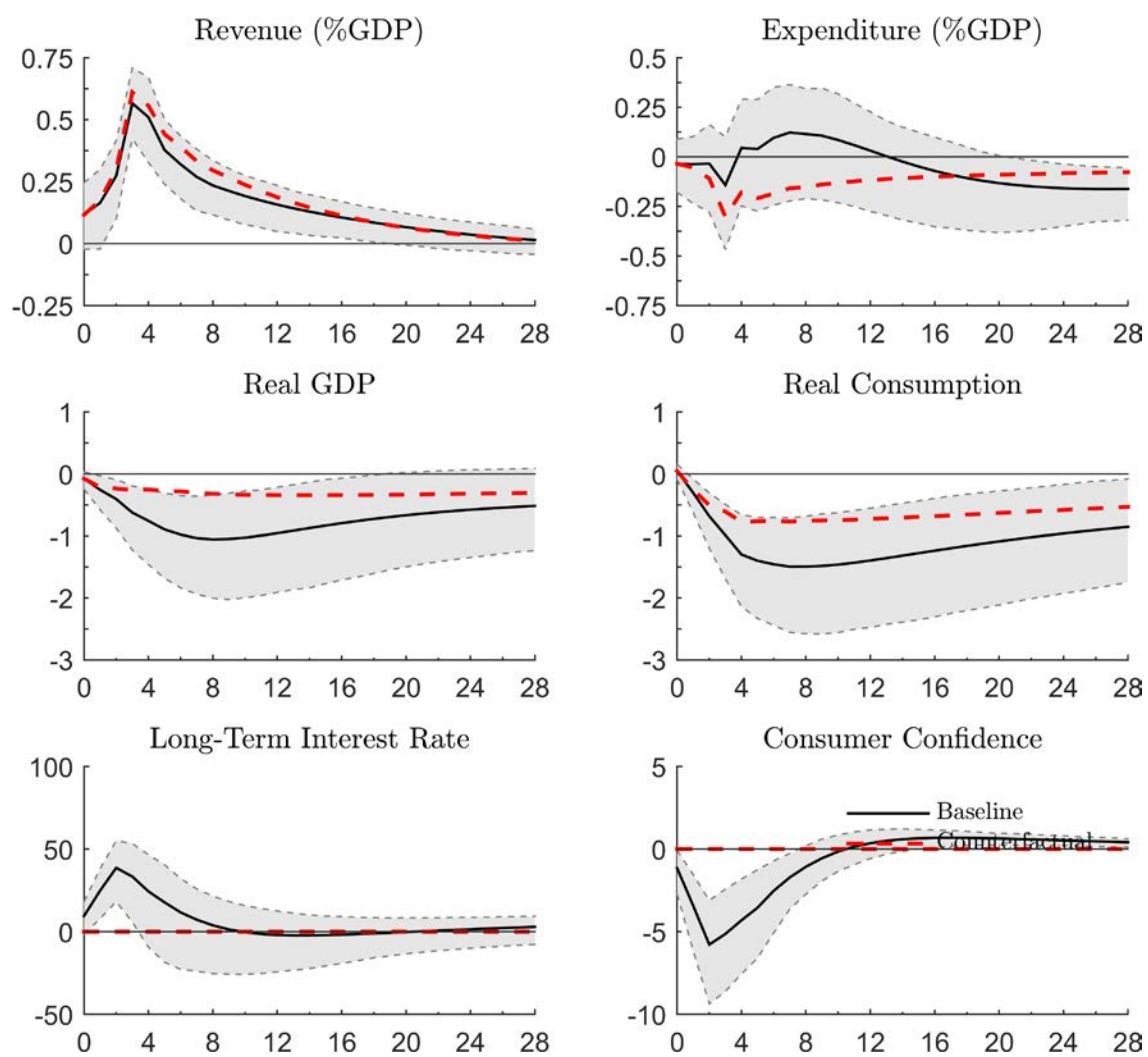 Revenue (%GDP)
0.75
0.5
0.25
0
-0.25
0 4 8 12 16 20 24 28
Expenditure (%GDP)
0.5
0.25
0
-0.25
-0.5
-0.75
0 4 8 12 16 20 24 28
Real GDP
1
0
-1
-2
-3
0 4 8 12 16 20 24 28
Real Consumption
1
0
-1
-2
-3
0 4 8 12 16 20 24 28
Long-Term Interest Rate
100
50
0
-50
0 4 8 12 16 20 24 28
Consumer Confidence
5
0
-5
-10
Baseline
Counterfactual
0 4 8 12 16 20 24 28